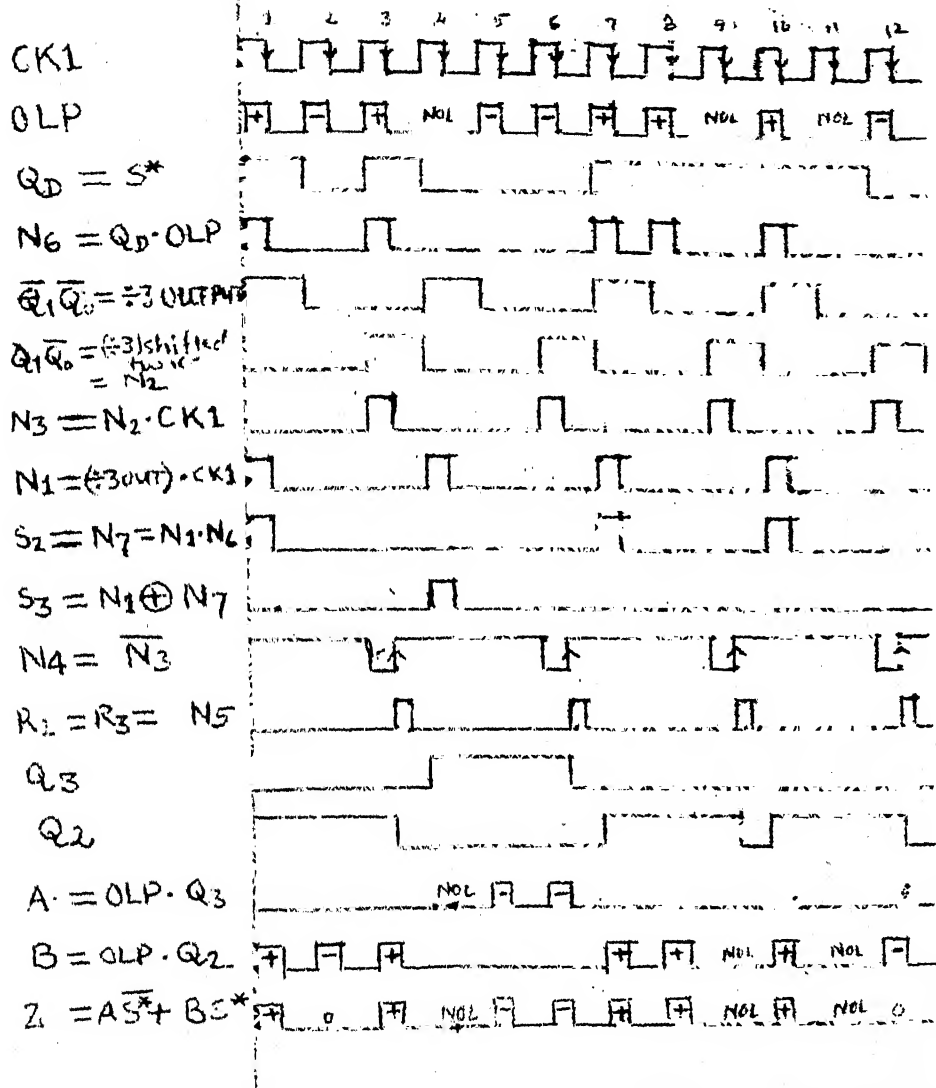 1 2 3 4 5 6 7 8 9 10 11 12
CK1
OLP + - + NOL - - + + NOL + NOL -
Q_D = S*
N6 = Q_D · OLP
Q̅₁Q̅₀ = ÷3 OUTPUT
Q₁Q̅₀ = (÷3) shifted
twice
= N2
N3 = N2 · CK1
N1 = (÷3 OUT) · CK1
S2 = N7 = N1 · N6
S3 = N1 ⊕ N7
N4 = N̅3̅
R2 = R3 = N5
Q3
Q2
A = OLP · Q3 NOL - -
B = OLP · Q2 + - + + + NOL + NOL -
Z = AS̅*̅ + BS* + 0 + NOL - - + + NOL + NOL 0